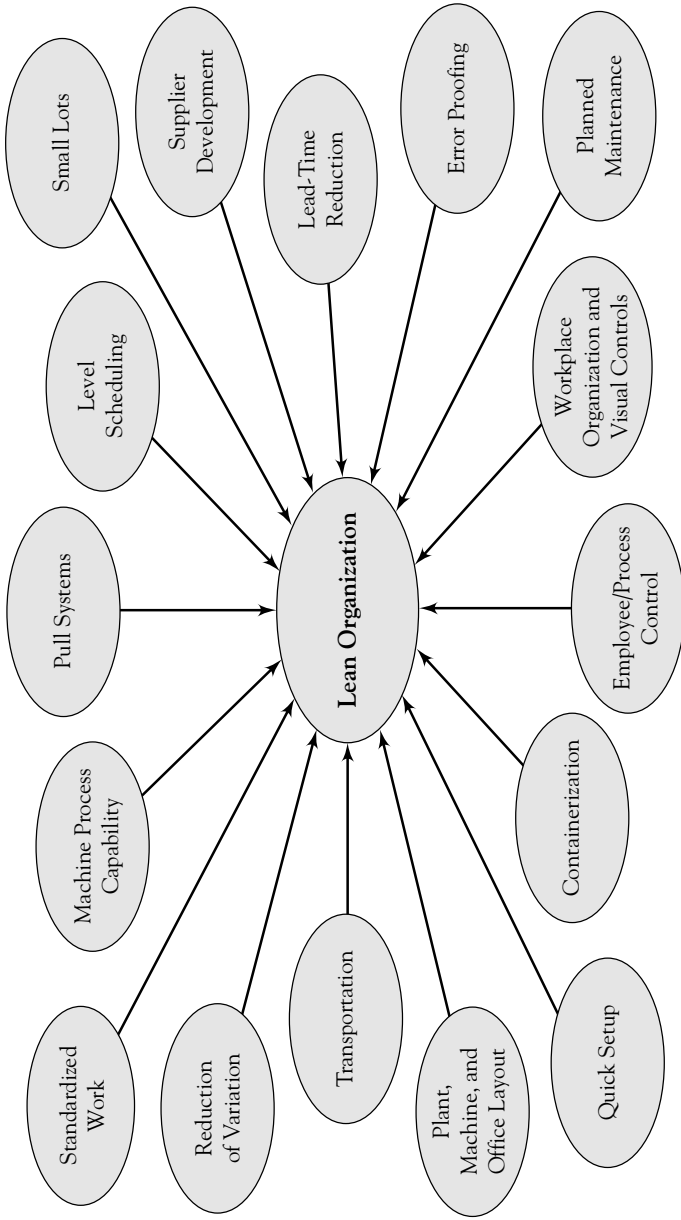 Standardized
Work
Machine Process
Capability
Pull Systems
Level
Scheduling
Small Lots
Reduction
of Variation
Supplier
Development
Transportation
Lean Organization
Lead-Time
Reduction
Plant,
Machine, and
Office Layout
Error Proofing
Quick Setup
Containerization
Employee/Process
Control
Workplace
Organization and
Visual Controls
Planned
Maintenance